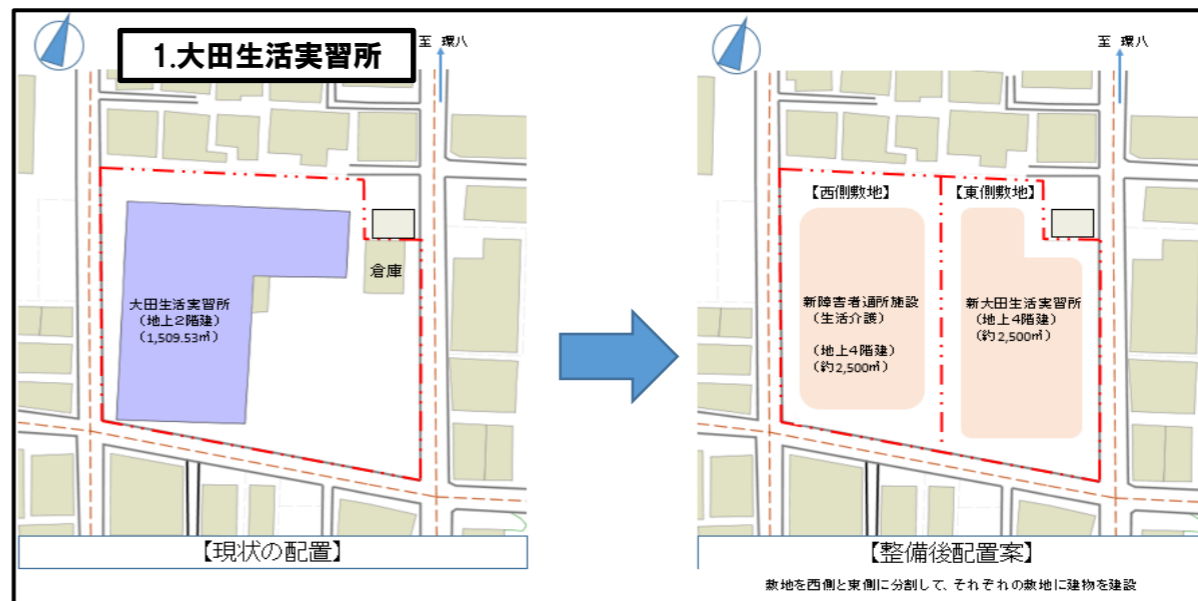 1.大田生活実習所
至 環八
倉庫
大田生活実習所
（地上２階建）
（1,509.53㎡）
【現状の配置】
至 環八
【西側敷地】
【東側敷地】
新障害者通所施設
（生活介護）
（地上４階建）
（約2,500㎡）
新大田生活実習所
（地上4階建）
（約2,500㎡）
【整備後配置案】
敷地を西側と東側に分割して、それぞれの敷地に建物を建設